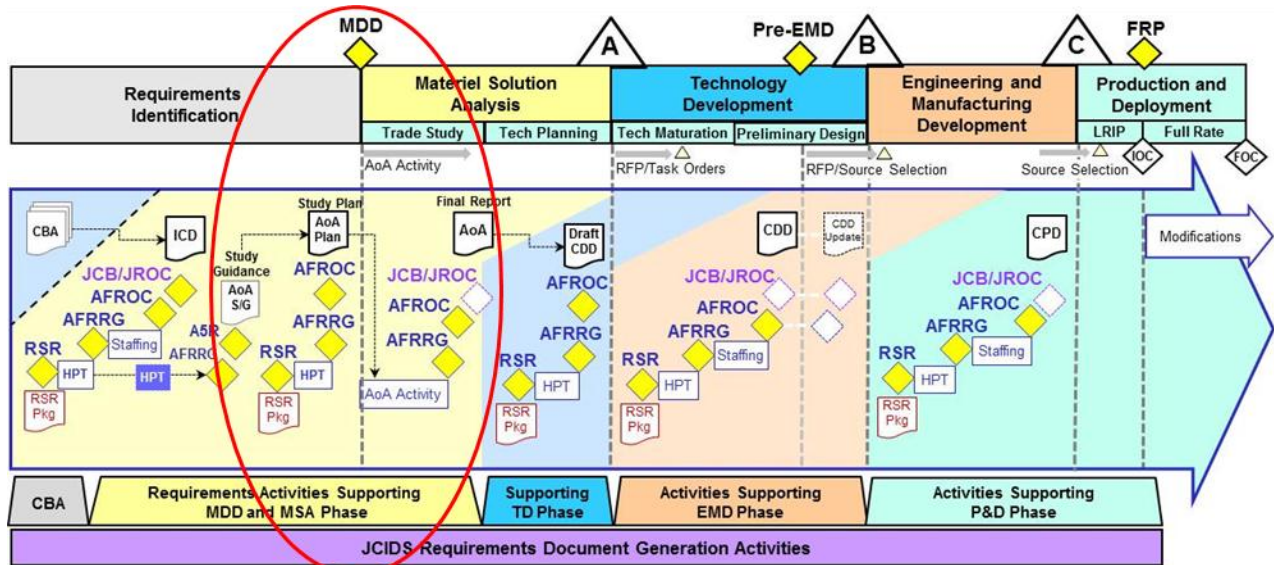 MDD
A
Pre-EMD
B
C
FRP
Requirements
Identification
Materiel Solution
Analysis
Technology
Development
Engineering and
Manufacturing
Development
Production and
Deployment
Trade Study
Tech Planning
Tech Maturation
Preliminary Design
LRIP
Full Rate
AoA Activity
RFP/Task Orders
RFP/Source Selection
Source Selection
IOC
FOC
CBA
ICD
Study
Guidance
AoA
S/G
Study Plan
AoA
Plan
Final Report
AoA
Draft
CDD
CDD
CDD
Update
CPD
Modifications
JCB/JROC
AFROC
AFRRG
Staffing
RSR
HPT
RSR
Pkg
HPT
A5R
AFRRG
AFROC
AFRRG
RSR
HPT
RSR
Pkg
JCB/JROC
AFROC
AFRRG
AoA Activity
AFROC
AFRRG
RSR
HPT
RSR
Pkg
JCB/JROC
AFROC
AFRRG
Staffing
RSR
HPT
RSR
Pkg
JCB/JROC
AFROC
AFRRG
Staffing
RSR
HPT
RSR
Pkg
CBA
Requirements Activities Supporting
MDD and MSA Phase
Supporting
TD Phase
Activities Supporting
EMD Phase
Activities Supporting
P&D Phase
JCIDS Requirements Document Generation Activities